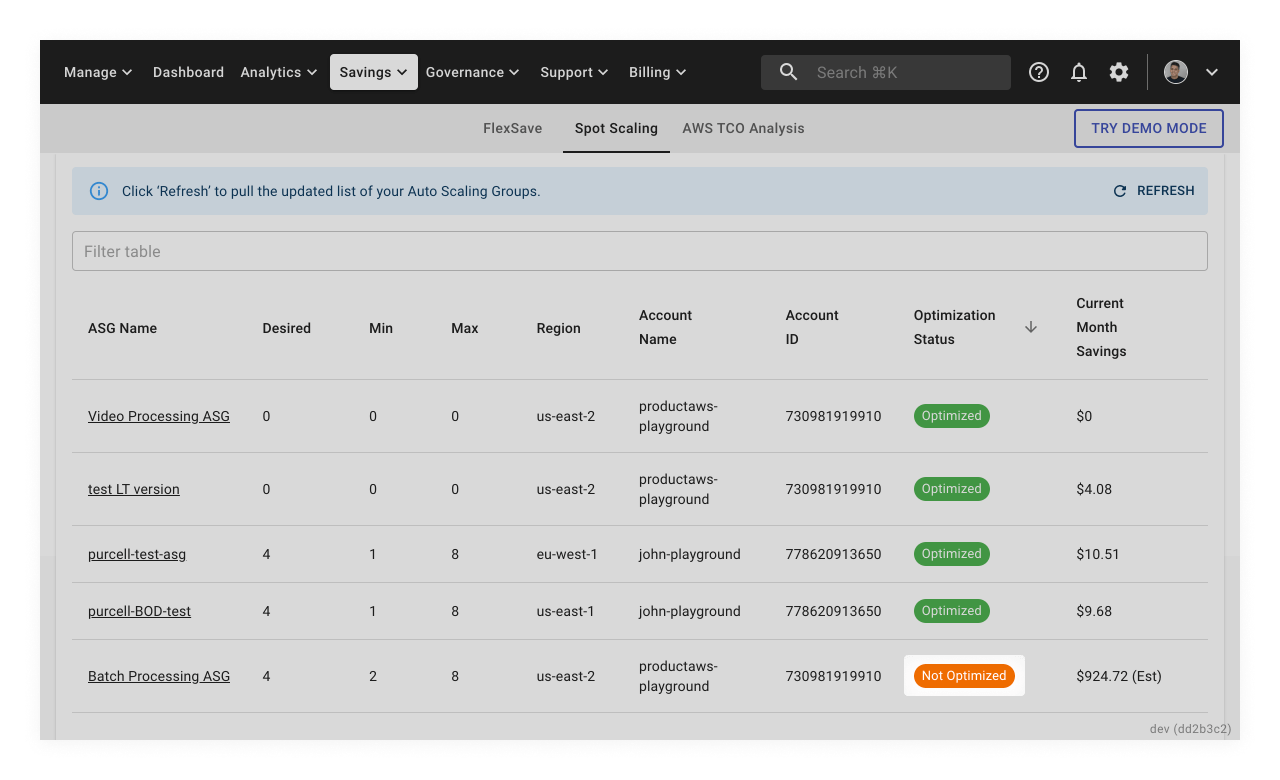 Manage Dashboard Analytics Savings Governance Support Billing Search ⌘K
FlexSave Spot Scaling AWS TCO Analysis TRY DEMO MODE
Click ‘Refresh’ to pull the updated list of your Auto Scaling Groups. REFRESH
Filter table
ASG Name Desired Min Max Region Account Name Account ID Optimization Status Current Month Savings
Video Processing ASG 0 0 0 us-east-2 productaws-playground 730981919910 Optimized $0
test LT version 0 0 0 us-east-2 productaws-playground 730981919910 Optimized $4.08
purcell-test-asg 4 1 8 eu-west-1 john-playground 778620913650 Optimized $10.51
purcell-BOD-test 4 1 8 us-east-1 john-playground 778620913650 Optimized $9.68
Batch Processing ASG 4 2 8 us-east-2 productaws-playground 730981919910 Not Optimized $924.72 (Est)
dev (dd2b3c2)